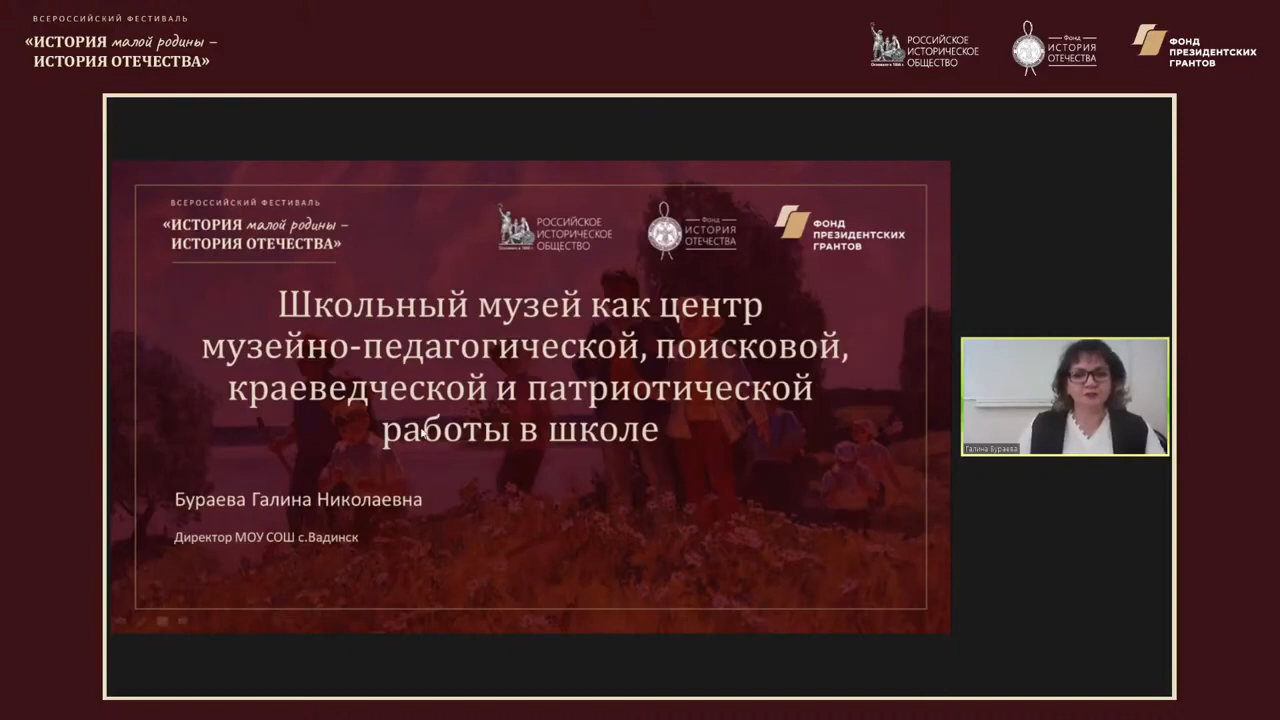 ВСЕРОССИЙСКИЙ ФЕСТИВАЛЬ
«ИСТОРИЯ малой родины –
ИСТОРИЯ ОТЕЧЕСТВА»
РОССИЙСКОЕ
ИСТОРИЧЕСКОЕ
ОБЩЕСТВО
Фонд
ИСТОРИЯ
ОТЕЧЕСТВА
ФОНД
ПРЕЗИДЕНТСКИХ
ГРАНТОВ
ВСЕРОССИЙСКИЙ ФЕСТИВАЛЬ
«ИСТОРИЯ малой родины –
ИСТОРИЯ ОТЕЧЕСТВА»
РОССИЙСКОЕ
ИСТОРИЧЕСКОЕ
ОБЩЕСТВО
Фонд
ИСТОРИЯ
ОТЕЧЕСТВА
ФОНД
ПРЕЗИДЕНТСКИХ
ГРАНТОВ
Школьный музей как центр
музейно-педагогической, поисковой,
краеведческой и патриотической
работы в школе
Бураева Галина Николаевна
Директор МОУ СОШ с.Вадинск
Галина Бураева